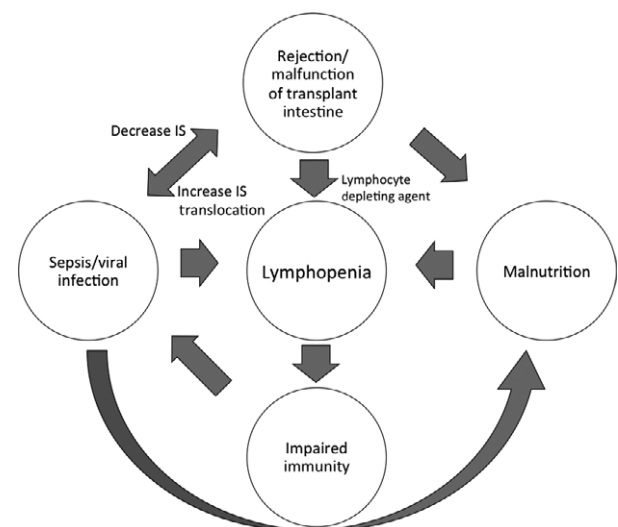 Rejection/
malfunction
of transplant
intestine
Decrease IS
Increase IS
translocation
Lymphocyte
depleting agent
Sepsis/viral
infection
Lymphopenia
Malnutrition
Impaired
immunity